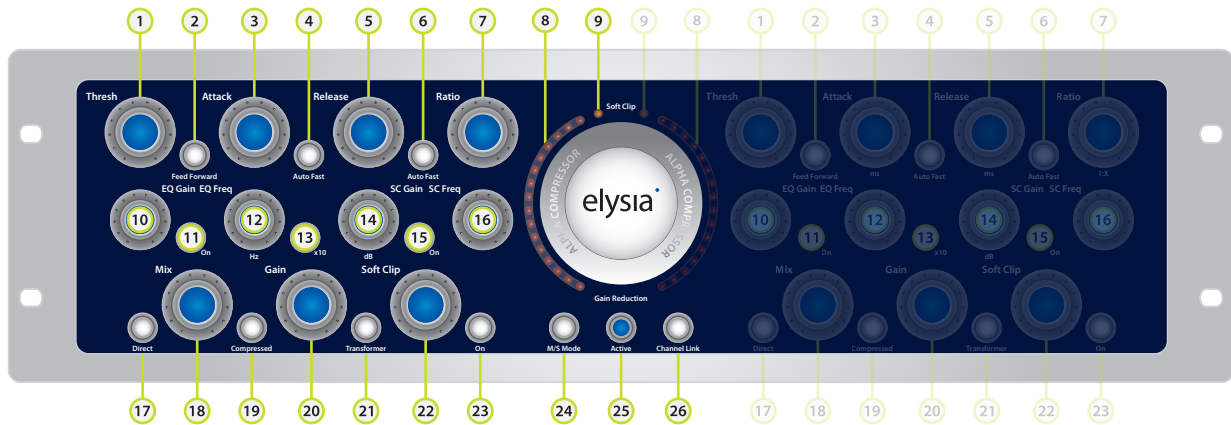 1 2 3 4 5 6 7 8 9 9 1 2 3 4 5 6 7
Soft Clip
Thresh Attack Release Ratio 8 Thresh Attack Release Ratio
Feed Forward Auto Fast Auto Fast ALPHA COMPRESSOR elysia ALPHA COMPRESSOR Feed Forward ms Auto Fast ms Auto Fast 1:X
EQ Gain EQ Freq SC Gain SC Freq EQ Gain EQ Freq SC Gain SC Freq
10 12 14 16 10 12 14 16
11 On 13 x10 15 On 11 On 13 x10 15 On
Hz dB Hz dB
Mix Gain Soft Clip Mix Gain Soft Clip
Gain Reduction
Direct Compressed Transformer On M/S Mode Active Channel Link Direct Compressed Transformer On
17 18 19 20 21 22 23 24 25 26 17 18 19 20 21 22 23